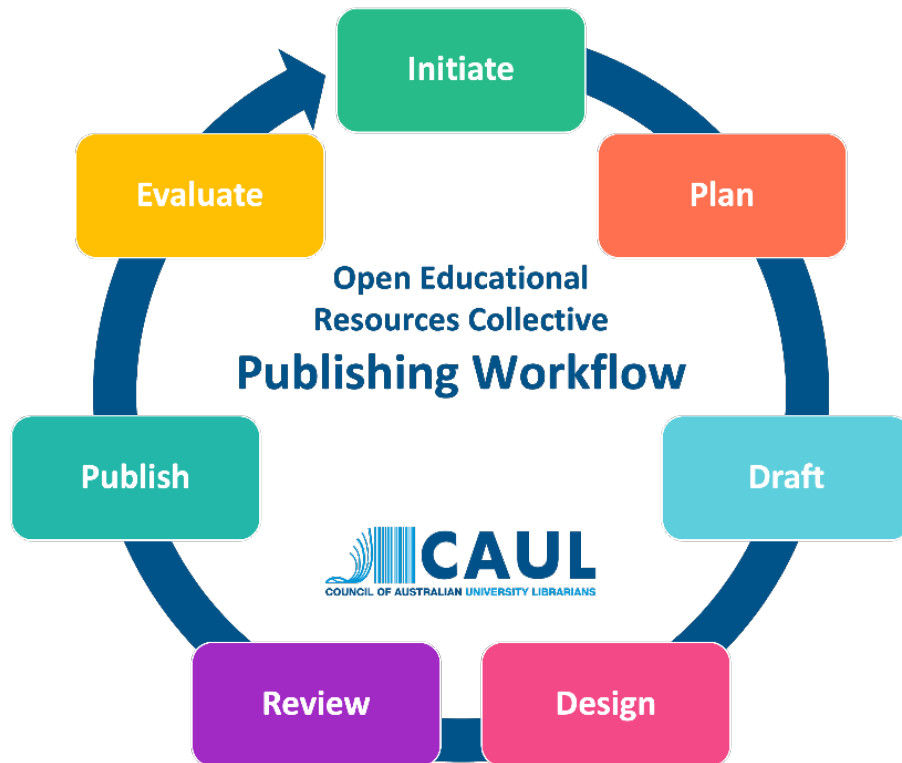 Initiate
Evaluate
Plan
Open Educational
Resources Collective
Publishing Workflow
Publish
Draft
CAUL
COUNCIL OF AUSTRALIAN UNIVERSITY LIBRARIANS
Review
Design